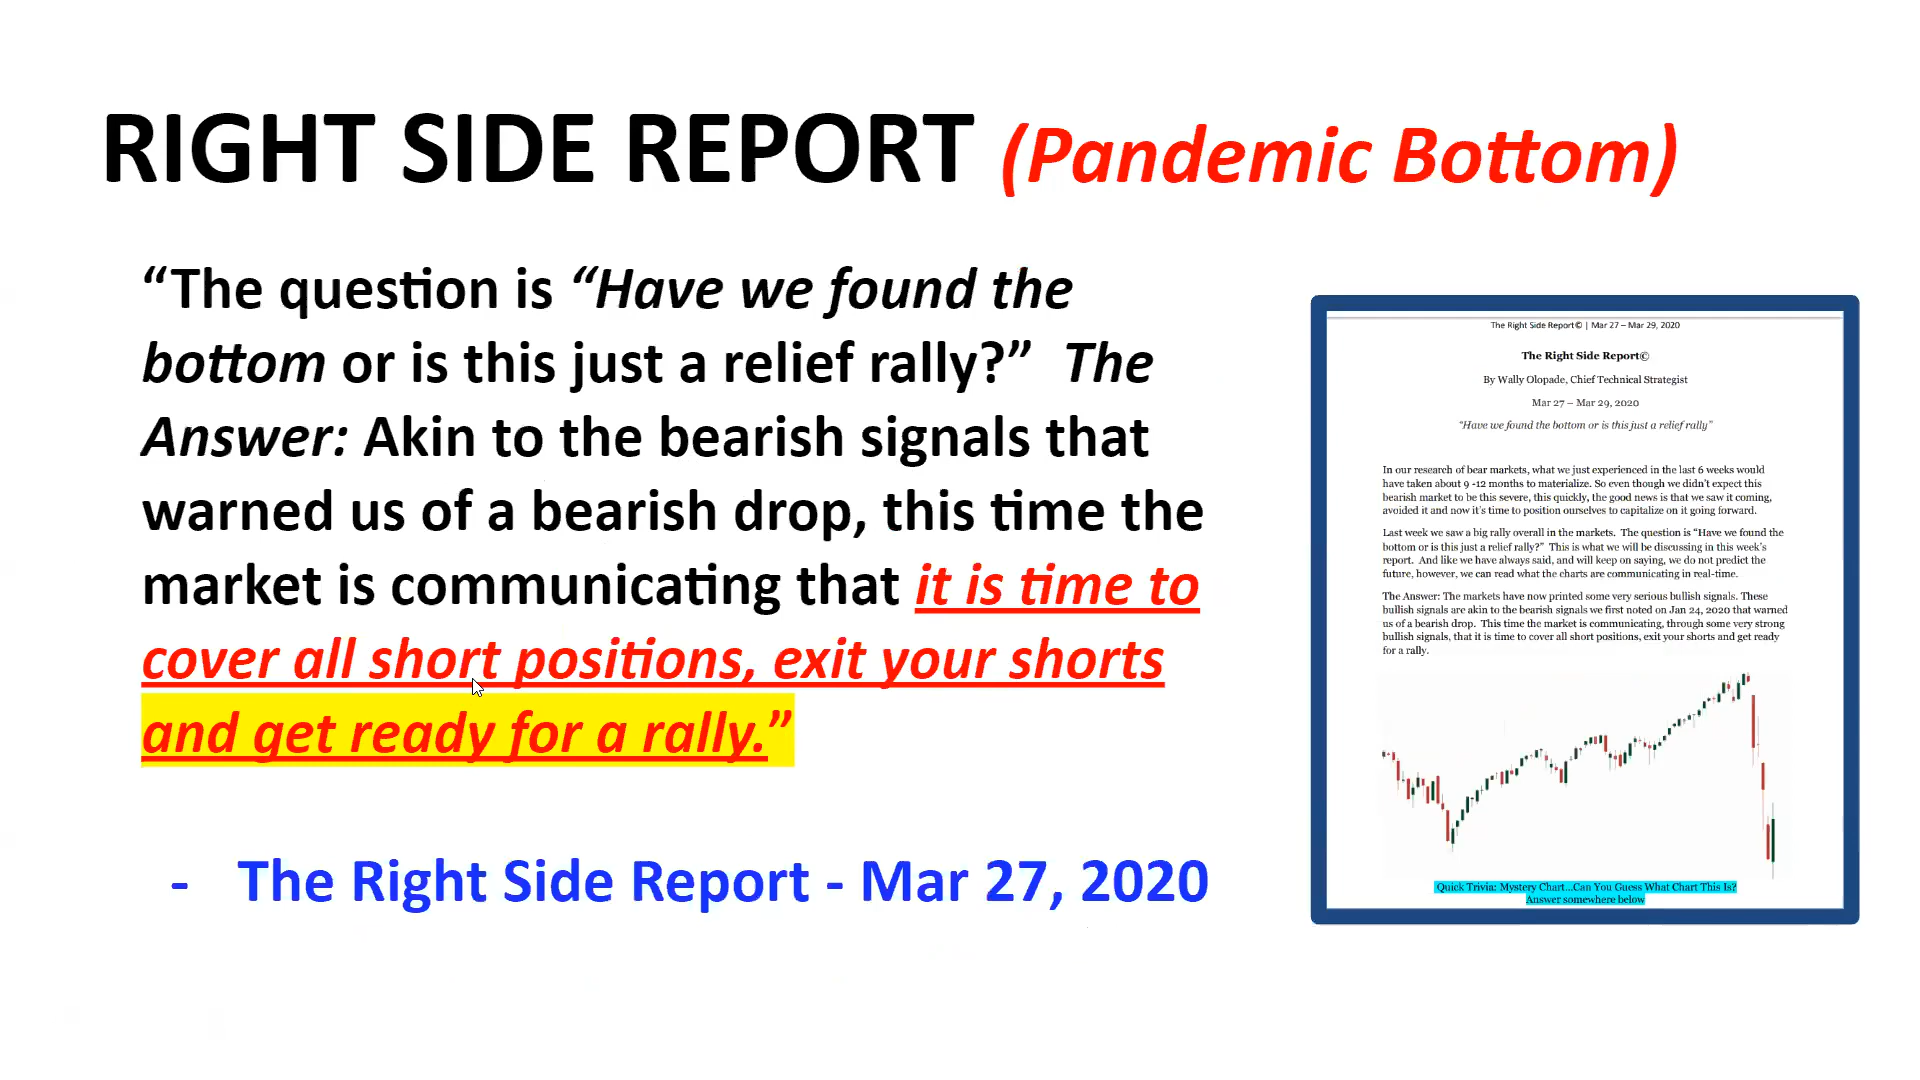 RIGHT SIDE REPORT (Pandemic Bottom)
“The question is “Have we found the
bottom or is this just a relief rally?” The
Answer: Akin to the bearish signals that
warned us of a bearish drop, this time the
market is communicating that it is time to
cover all short positions, exit your shorts
and get ready for a rally.”
- The Right Side Report - Mar 27, 2020
The Right Side Report© | Mar 27 – Mar 29, 2020
The Right Side Report©
By Wally Olopade, Chief Technical Strategist
Mar 27 – Mar 29, 2020
“Have we found the bottom or is this just a relief rally”
In our research of bear markets, what we just experienced in the last 6 weeks would
have taken about 9 -12 months to materialize. So even though we didn’t expect this
bearish market to be this severe, this quickly, the good news is that we saw it coming,
avoided it and now it’s time to position ourselves to capitalize on it going forward.
Last week we saw a big rally overall in the markets. The question is “Have we found the
bottom or is this just a relief rally?” This is what we will be discussing in this week’s
report. And like we have always said, and will keep on saying, we do not predict the
future, however, we can read what the charts are communicating in real-time.
The Answer: The markets have now printed some very serious bullish signals. These
bullish signals are akin to the bearish signals we first noted on Jan 24, 2020 that warned
us of a bearish drop. This time the market is communicating, through some very strong
bullish signals, that it is time to cover all short positions, exit your shorts and get ready
for a rally.
Quick Trivia: Mystery Chart...Can You Guess What Chart This Is?
Answer somewhere below